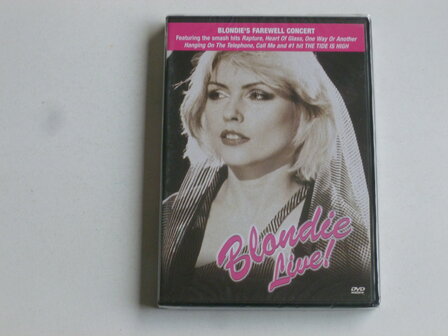 BLONDIE'S FAREWELL CONCERT
Featuring the smash hits Rapture, Heart Of Glass, One Way Or Another
Hanging On The Telephone, Call Me and #1 hit THE TIDE IS HIGH
Blondie
Live!
DVD